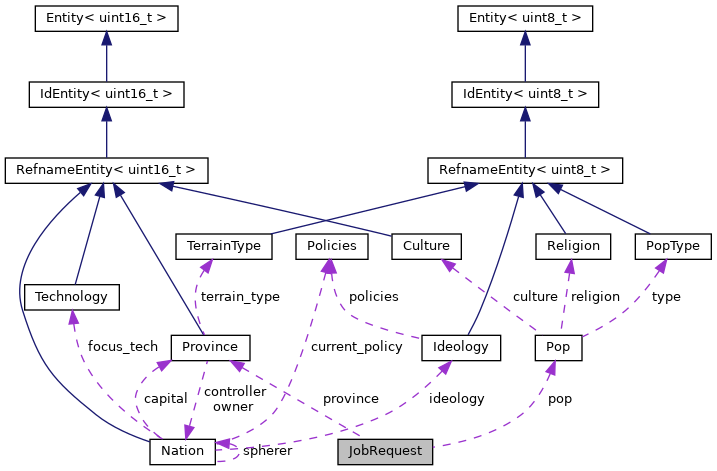 Entity< uint16_t >
Entity< uint8_t >
IdEntity< uint16_t >
IdEntity< uint8_t >
RefnameEntity< uint16_t >
RefnameEntity< uint8_t >
TerrainType
Policies
Culture
Religion
PopType
Technology
terrain_type
policies
culture
religion
type
focus_tech
Province
current_policy
Ideology
Pop
capital
controller
owner
province
ideology
pop
Nation
spherer
JobRequest